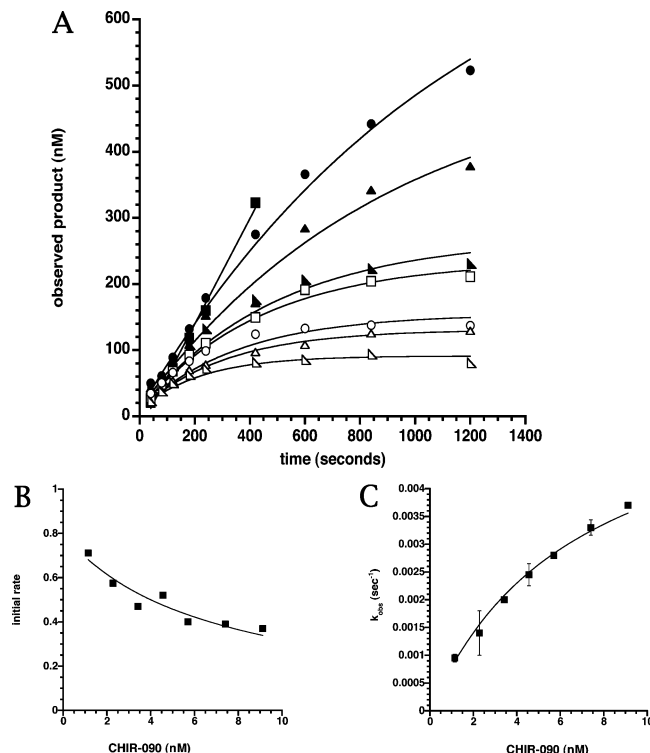 A
600
500
400
300
200
100
0
observed product (nM)
0 200 400 600 800 1000 1200 1400
time (seconds)
B
1
0.8
0.6
0.4
0.2
0
initial rate
0 2 4 6 8 10
CHIR-090 (nM)
C
0.004
0.0035
0.003
0.0025
0.002
0.0015
0.001
0.0005
0
kobs (sec-1)
0 2 4 6 8 10
CHIR-090 (nM)